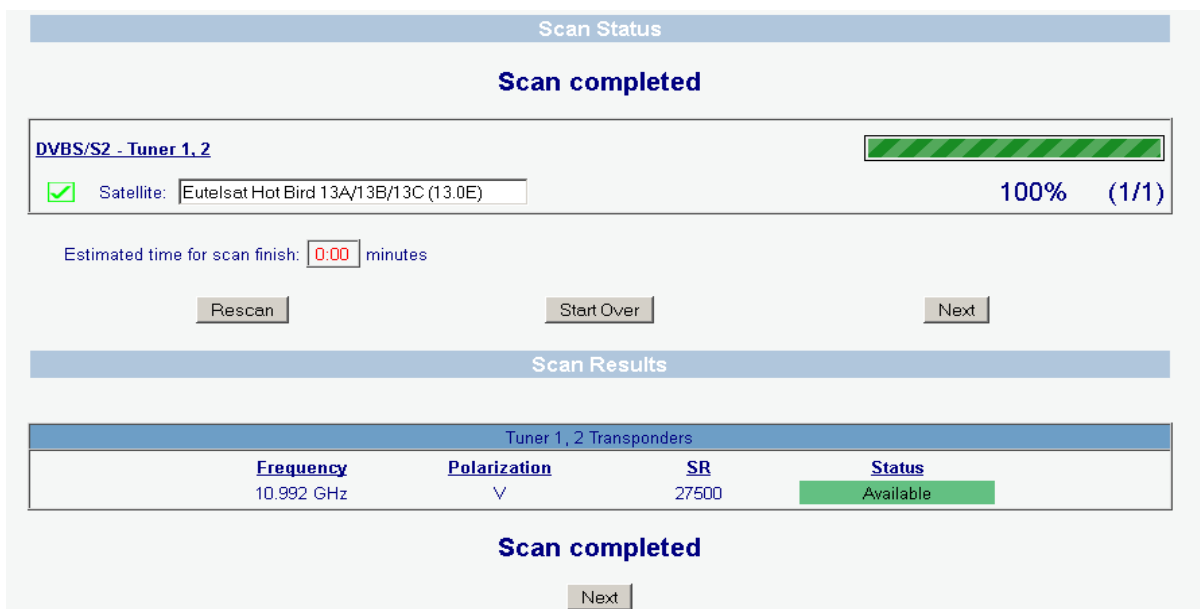 Scan Status
Scan completed
DVBS/S2 - Tuner 1, 2
Satellite: Eutelsat Hot Bird 13A/13B/13C (13.0E) 100% (1/1)
Estimated time for scan finish: 0:00 minutes
Rescan Start Over Next
Scan Results
Tuner 1, 2 Transponders
Frequency Polarization SR Status
10.992 GHz V 27500 Available
Scan completed
Next